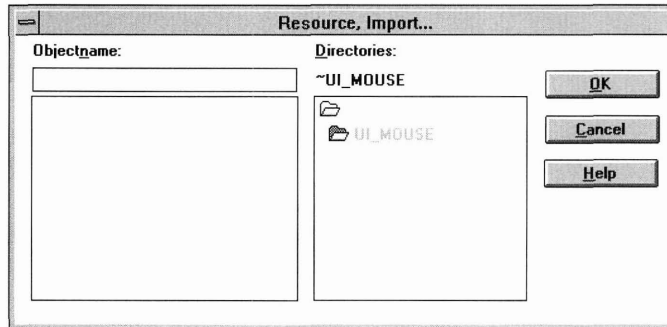 Resource, Import...
Objectname:
Directories:
~UI_MOUSE
UI_MOUSE
OK
Cancel
Help